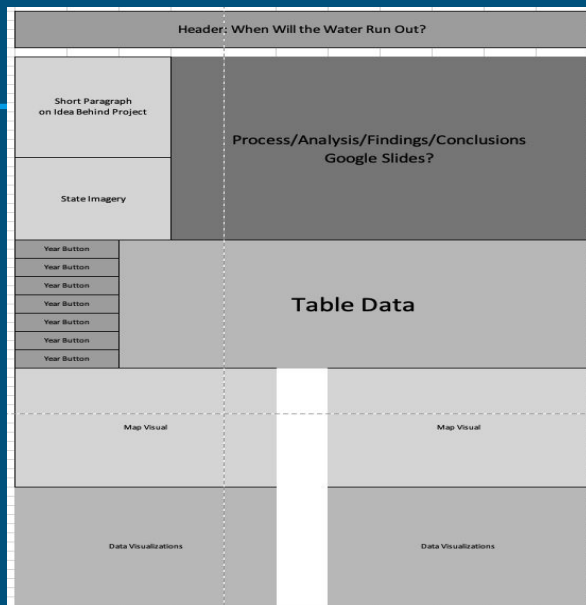 Header: When Will the Water Run Out?
Short Paragraph
on Idea Behind Project
Process/Analysis/Findings/Conclusions
Google Slides?
State Imagery
Year Button
Year Button
Year Button
Year Button
Year Button
Year Button
Year Button
Table Data
Map Visual
Map Visual
Data Visualizations
Data Visualizations